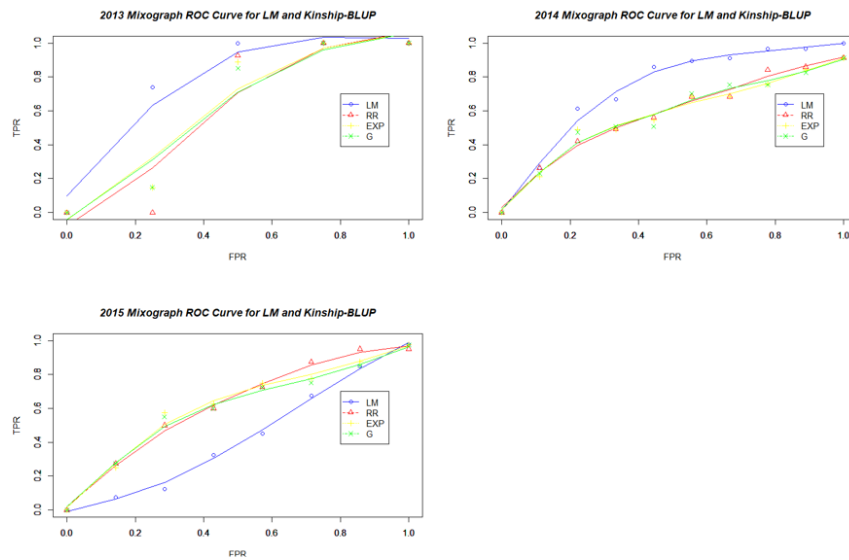 2013 Mixograph ROC Curve for LM and Kinship-BLUP
TPR
1.0
0.8
0.6
0.4
0.2
0.0
LM
RR
EXP
G
0.0 0.2 0.4 0.6 0.8 1.0
FPR
2014 Mixograph ROC Curve for LM and Kinship-BLUP
TPR
1.0
0.8
0.6
0.4
0.2
0.0
LM
RR
EXP
G
0.0 0.2 0.4 0.6 0.8 1.0
FPR
2015 Mixograph ROC Curve for LM and Kinship-BLUP
TPR
1.0
0.8
0.6
0.4
0.2
0.0
LM
RR
EXP
G
0.0 0.2 0.4 0.6 0.8 1.0
FPR